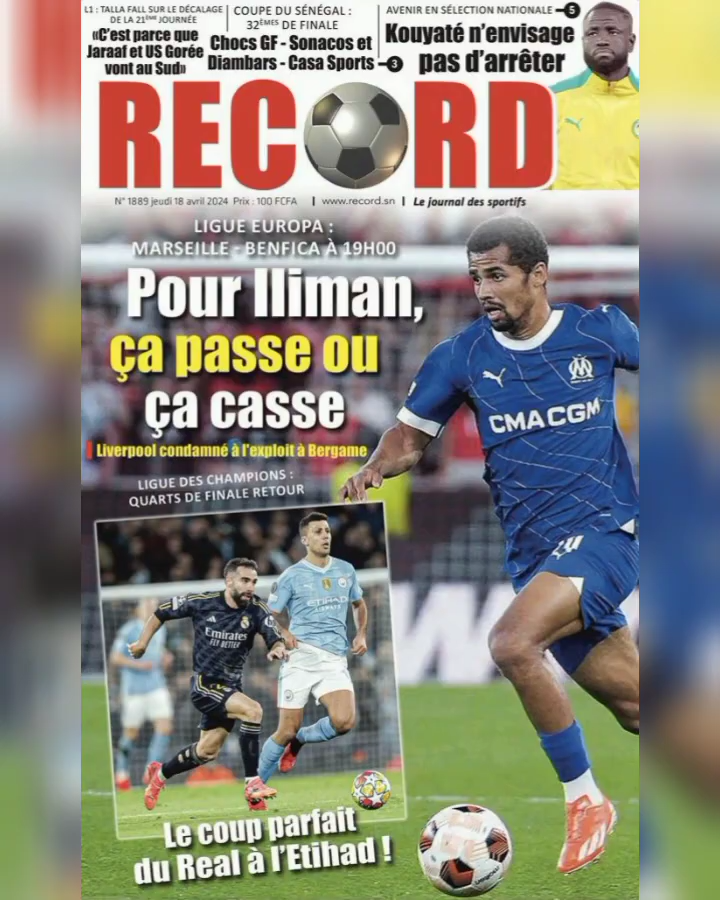 L1 : TALLA FALL SUR LE DÉCALAGE
DE LA 21ÈME JOURNÉE
«C'est parce que
Jaraaf et US Gorée
vont au Sud»
COUPE DU SÉNÉGAL :
32ÈMES DE FINALE
Chocs GF - Sonacos et
Diambars - Casa Sports
3
AVENIR EN SÉLECTION NATIONALE
5
Kouyaté n'envisage
pas d'arrêter
RECORD
N° 1889 jeudi 18 avril 2024 Prix : 100 FCFA | www.record.sn | Le journal des sportifs
LIGUE EUROPA :
MARSEILLE - BENFICA À 19H00
Pour Iliman,
ça passe ou
ça casse
Liverpool condamné à l'exploit à Bergame
LIGUE DES CHAMPIONS :
QUARTS DE FINALE RETOUR
CMA CGM
Emirates
FLY BETTER
ETIHAD
AIRWAYS
Le coup parfait
du Real à l'Etihad !